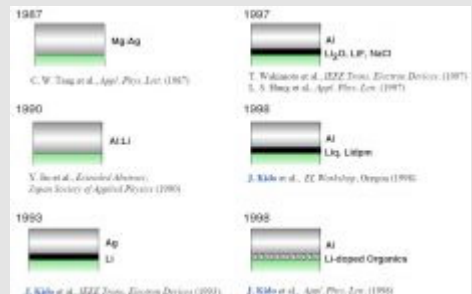 1987
Mg:Ag
C. W. Tang et al., Appl. Phys. Lett. (1987)
1990
Al:Li
Extended Abstract,
Japan Society of Applied Physics (1990)
1993
Ag
Li
J. Kido et al., IEEE Trans. Electron Devices (1993)
1997
Al
Li₂O, LiF, NaCl
T. Wakimoto et al., IEEE Trans. Electron Devices (1997)
L. S. Hung et al., Appl. Phys. Lett. (1997)
1998
Al
Liq, Lidpm
J. Kido et al., EL Workshop, Oregon (1998)
1998
Al
Li-doped Organics
J. Kido et al., Appl. Phys. Lett. (1998)